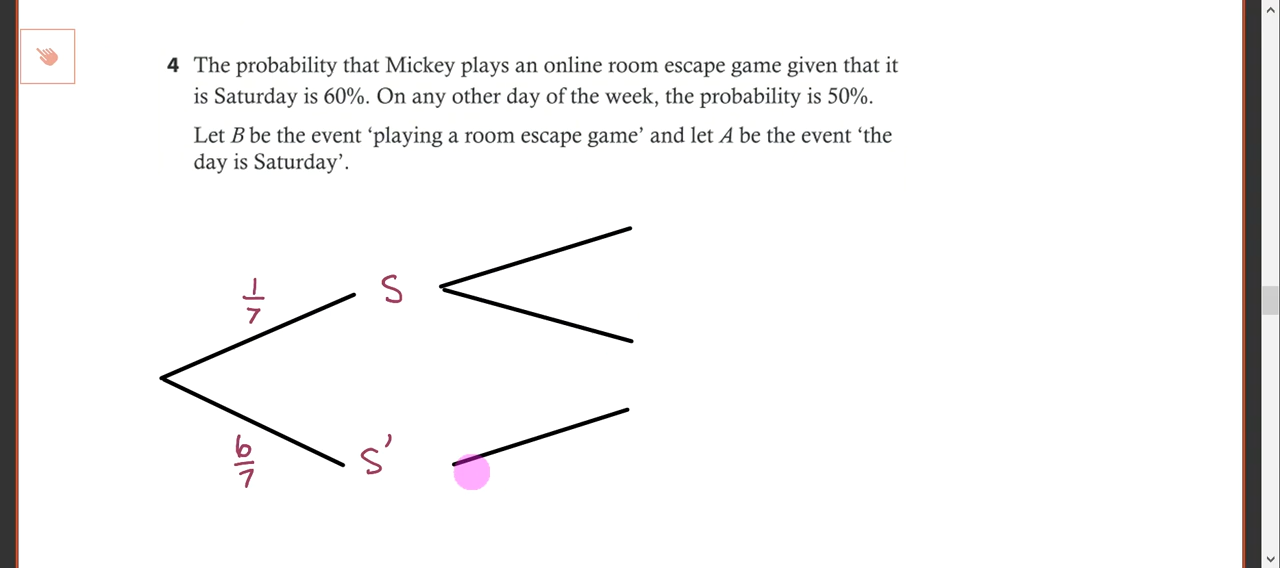 4 The probability that Mickey plays an online room escape game given that it
is Saturday is 60%. On any other day of the week, the probability is 50%.
Let B be the event ‘playing a room escape game’ and let A be the event ‘the
day is Saturday’.
1/7 S
6/7 S'